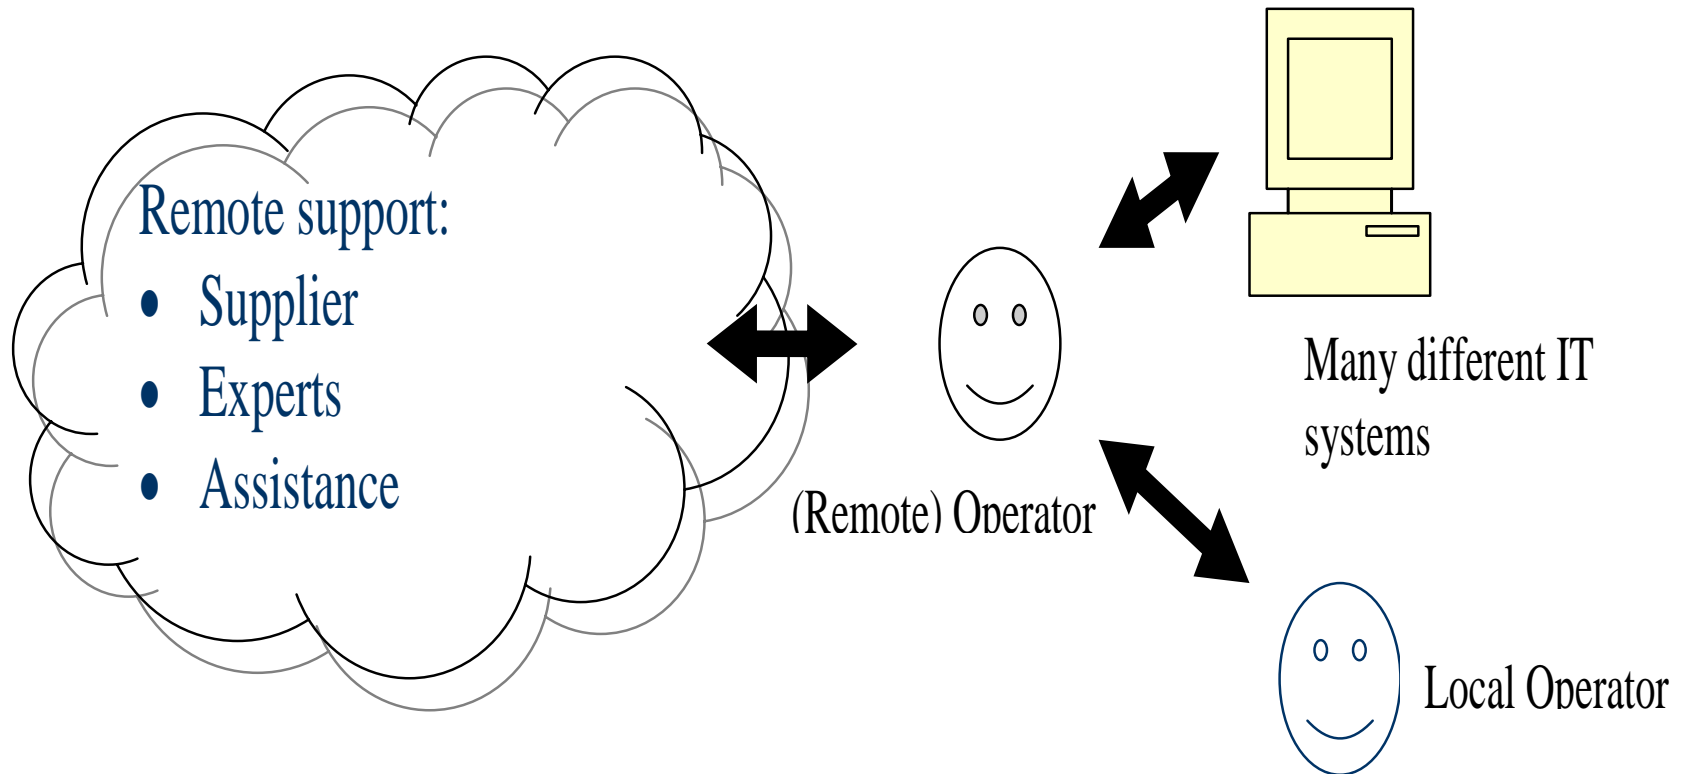 Remote support:
• Supplier
• Experts
• Assistance
Many different IT
systems
(Remote) Operator
Local Operator